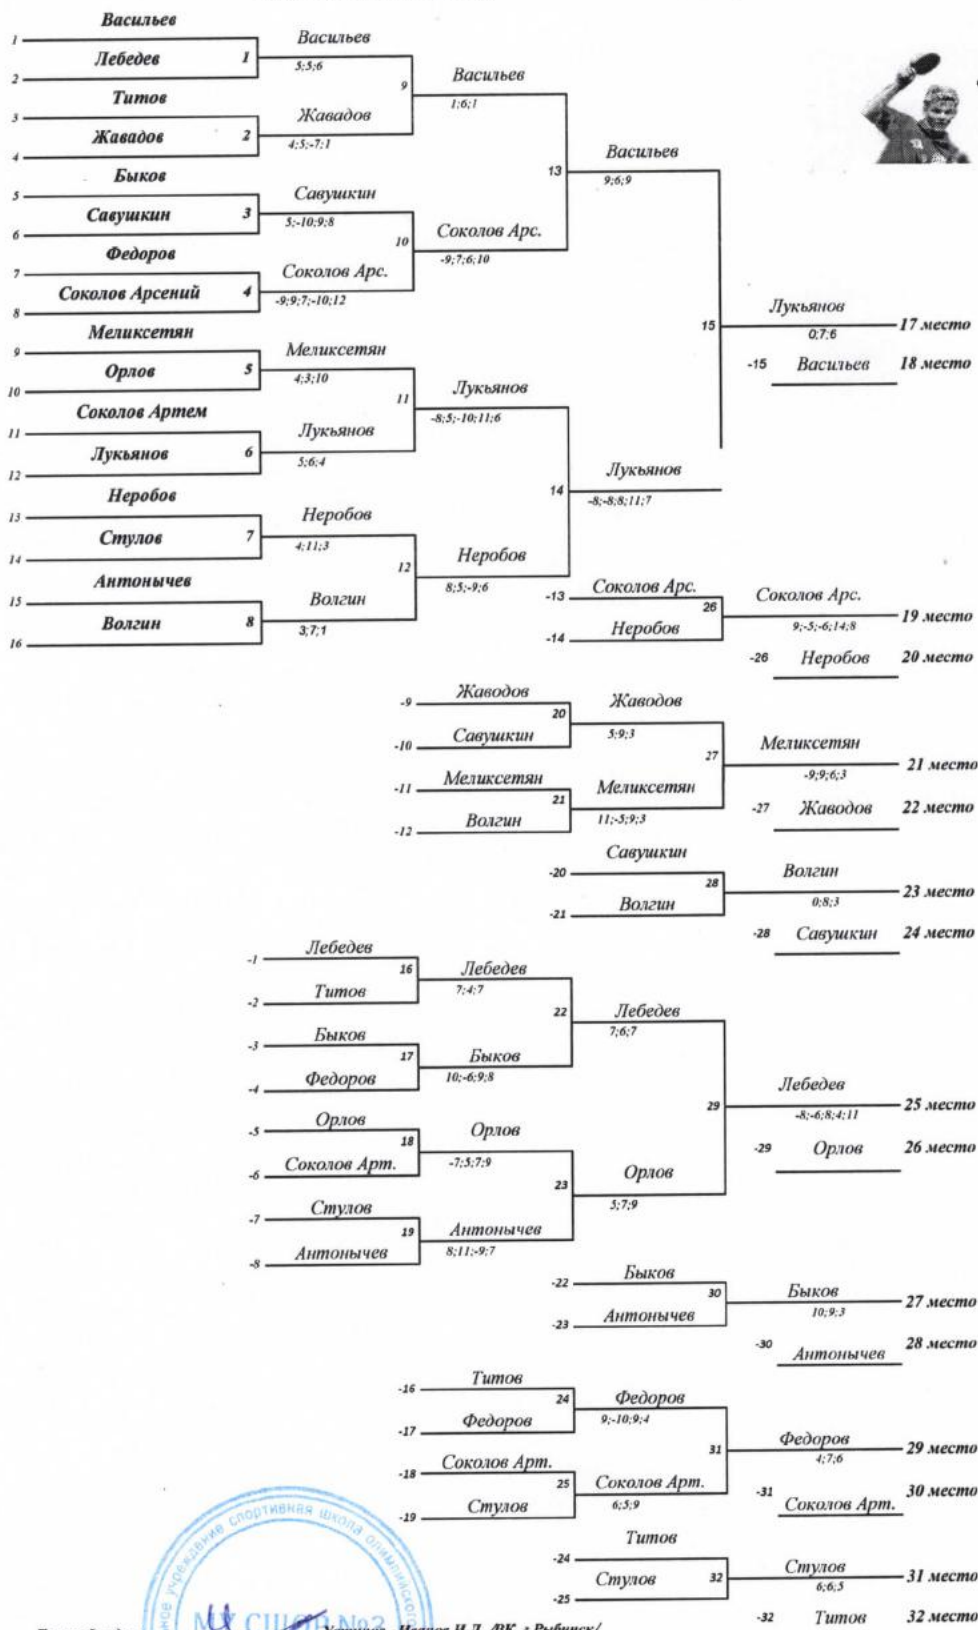 Васильев
1
Лебедев 1
2
Васильев
5;5;6
Титов
3
Жавадов 2
4
Жавадов
4;5;-7;1
9
Васильев
1;6;1
Быков
5
Савушкин 3
6
Савушкин
5;-10;9;8
Федоров
7
Соколов Арсений 4
8
Соколов Арс.
-9;9;7;-10;12
10
Соколов Арс.
-9;7;6;10
13
Васильев
9;6;9
Меликсетян
9
Орлов 5
10
Меликсетян
4;3;10
Соколов Артем
11
Лукьянов 6
12
Лукьянов
5;6;4
11
Лукьянов
-8;5;-10;11;6
Неробов
13
Стулов 7
14
Неробов
4;11;3
Антонычев
15
Волгин 8
16
Волгин
3;7;1
12
Неробов
8;5;-9;6
14
Лукьянов
-8;-8;8;11;7
15
Лукьянов 17 место
0;7;6
-15 Васильев 18 место
-13 Соколов Арс.
26
-14 Неробов
Соколов Арс. 19 место
9;-5;-6;14;8
-26 Неробов 20 место
-9 Жаводов
20
-10 Савушкин
Жаводов
5;9;3
-11 Меликсетян
21
-12 Волгин
Меликсетян
11;-5;9;3
27
Меликсетян 21 место
-9;9;6;3
-27 Жаводов 22 место
-20 Савушкин
28
-21 Волгин
Волгин 23 место
0;8;3
-28 Савушкин 24 место
-1 Лебедев
16
-2 Титов
Лебедев
7;4;7
-3 Быков
17
-4 Федоров
Быков
10;-6;9;8
22
Лебедев
7;6;7
-5 Орлов
18
-6 Соколов Арт.
Орлов
-7;5;7;9
-7 Стулов
19
-8 Антонычев
Антонычев
8;11;-9;7
23
Орлов
5;7;9
29
Лебедев 25 место
-8;-6;8;4;11
-29 Орлов 26 место
-22 Быков
30
-23 Антонычев
Быков 27 место
10;9;3
-30 Антонычев 28 место
-16 Титов
24
-17 Федоров
Федоров
9;-10;9;4
-18 Соколов Арт.
25
-19 Стулов
Соколов Арт.
6;5;9
31
Федоров 29 место
4;7;6
-31 Соколов Арт. 30 место
-24 Титов
32
-25 Стулов
Стулов 31 место
6;6;5
-32 Титов 32 место
учреждение спортивная школа олимпийского
МУ СШОР №2
Иванов И.Л. /ВК, г.Рыбинск/